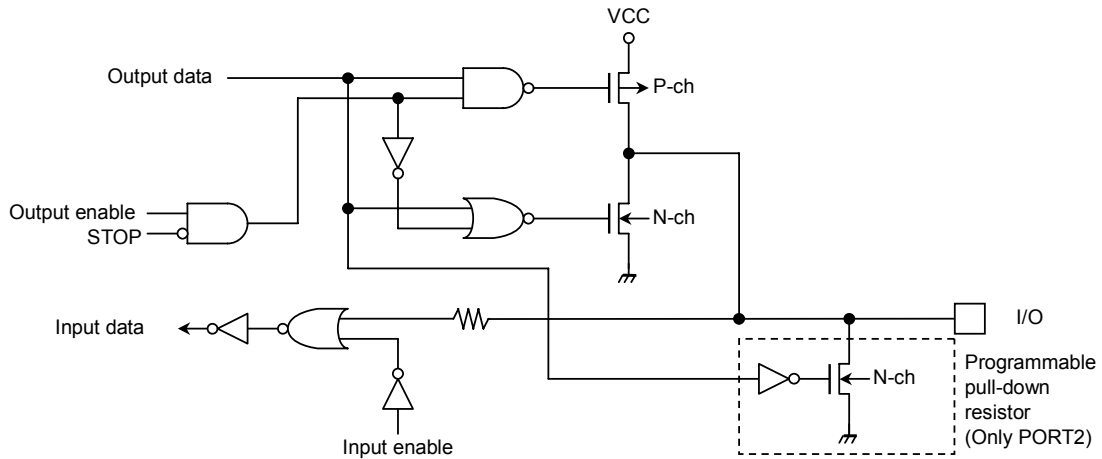 VCC
Output data
P-ch
Output enable
STOP
N-ch
Input data
I/O
N-ch
Programmable
pull-down
resistor
(Only PORT2)
Input enable